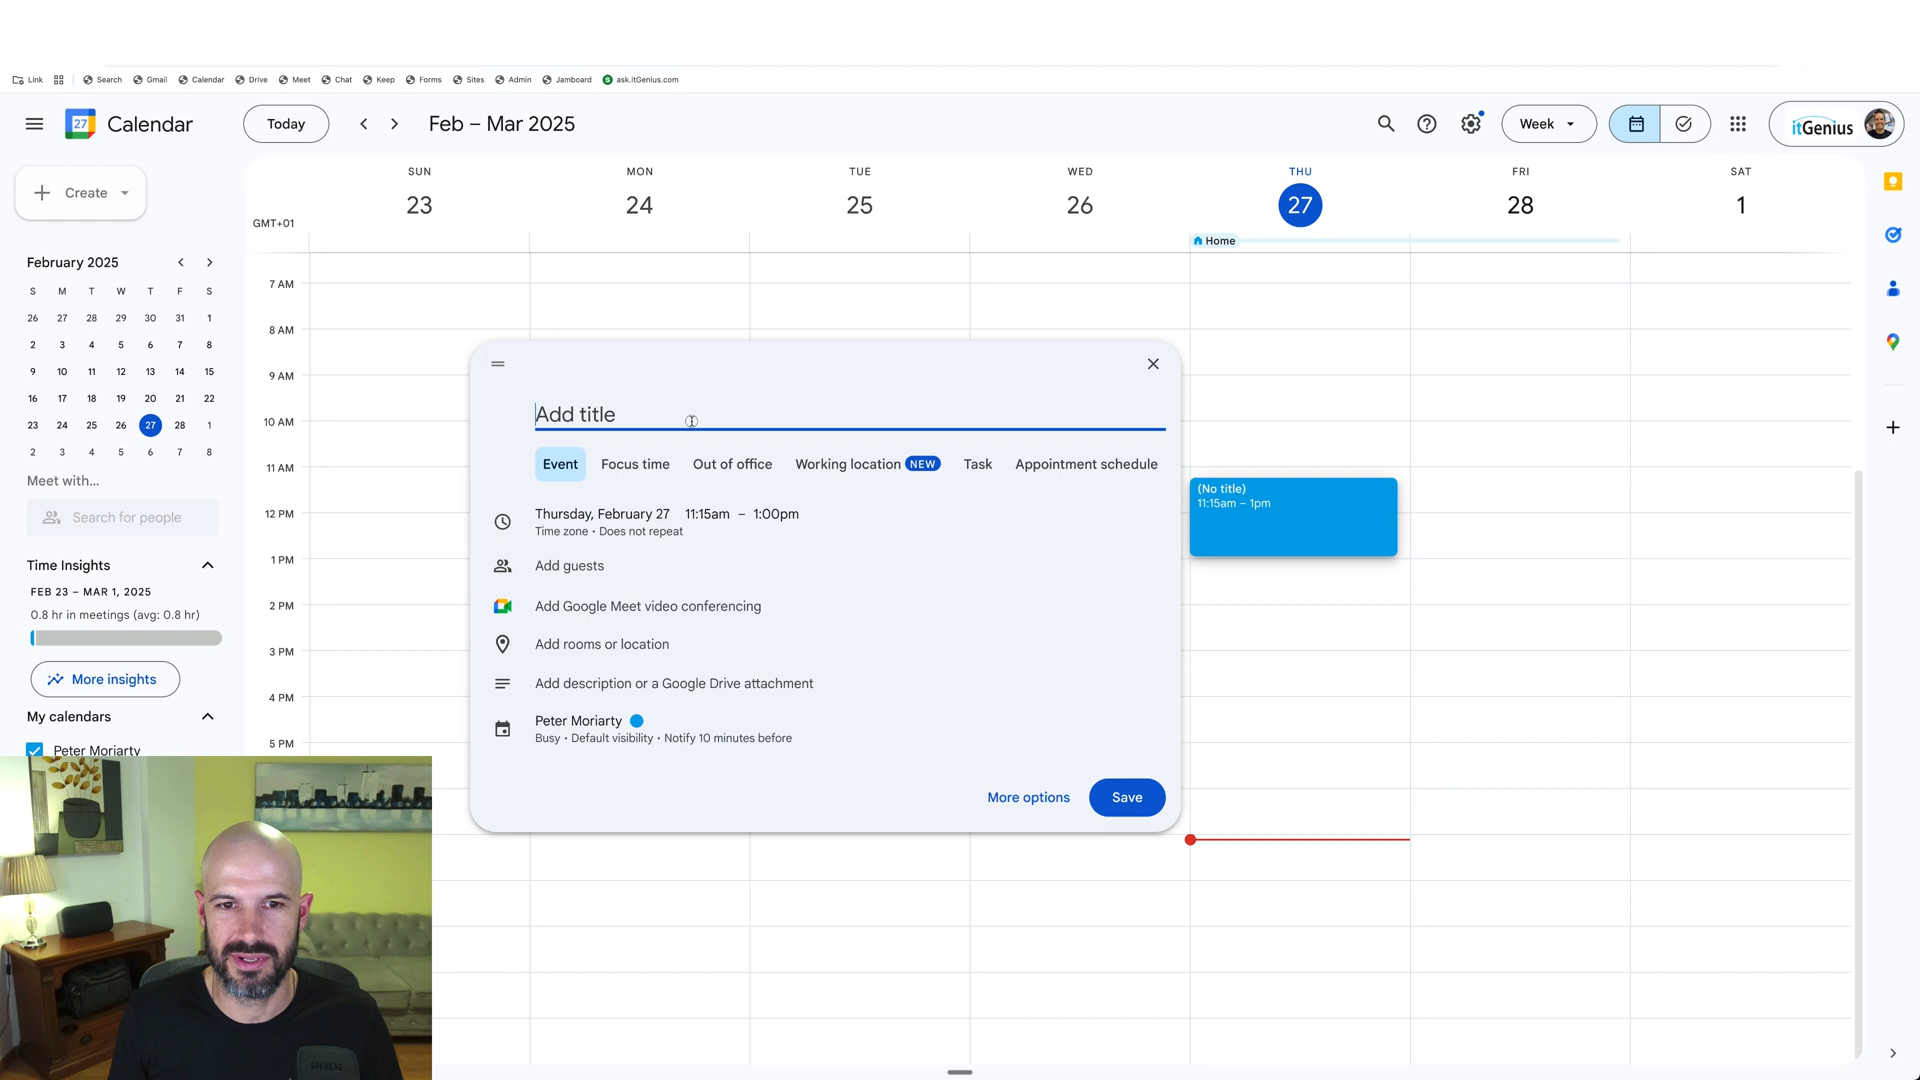 Link Search Gmail Calendar Drive Meet Chat Keep Forms Sites Admin Jamboard ask.itGenius.com
27 Calendar Today Feb – Mar 2025 Week itGenius
Create
SUN MON TUE WED THU FRI SAT
23 24 25 26 27 28 1
GMT+01
Home
February 2025
S M T W T F S
26 27 28 29 30 31 1
2 3 4 5 6 7 8
9 10 11 12 13 14 15
16 17 18 19 20 21 22
23 24 25 26 27 28 1
2 3 4 5 6 7 8
Meet with...
Search for people
Time Insights
FEB 23 – MAR 1, 2025
0.8 hr in meetings (avg: 0.8 hr)
More insights
My calendars
Peter Moriarty
7 AM
8 AM
9 AM
10 AM
11 AM
12 PM
1 PM
2 PM
3 PM
4 PM
5 PM
Add title
Event Focus time Out of office Working location NEW Task Appointment schedule
Thursday, February 27 11:15am – 1:00pm
Time zone • Does not repeat
Add guests
Add Google Meet video conferencing
Add rooms or location
Add description or a Google Drive attachment
Peter Moriarty
Busy • Default visibility • Notify 10 minutes before
More options Save
(No title)
11:15am – 1pm
RØDE